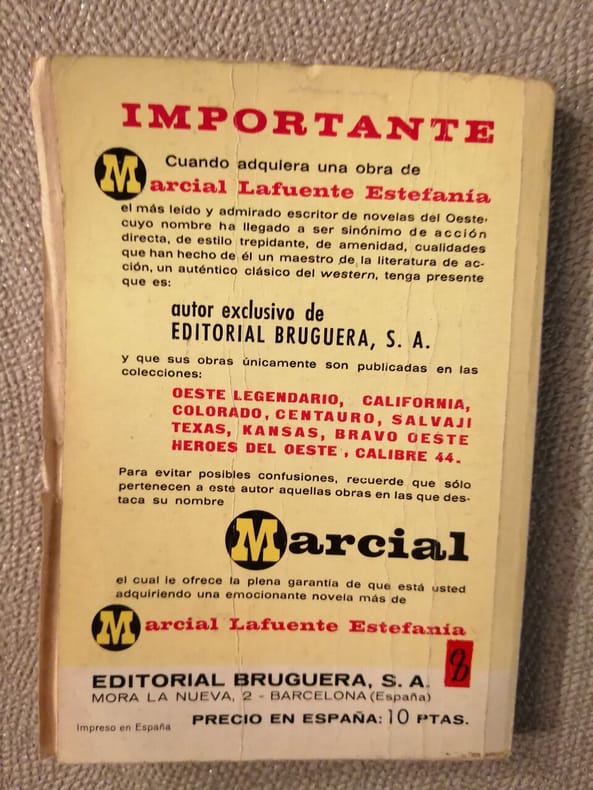 IMPORTANTE
Cuando adquiera una obra de
Marcial Lafuente Estefanía
el más leído y admirado escritor de novelas del Oeste,
cuyo nombre ha llegado a ser sinónimo de acción
directa, de estilo trepidante, de amenidad, cualidades
que han hecho de él un maestro de la literatura de ac-
ción, un auténtico clásico del western, tenga presente
que es:
autor exclusivo de
EDITORIAL BRUGUERA, S. A.
y que sus obras únicamente son publicadas en las
colecciones:
OESTE LEGENDARIO, CALIFORNIA,
COLORADO, CENTAURO, SALVAJI
TEXAS, KANSAS, BRAVO OESTE
HEROES DEL OESTE, CALIBRE 44.
Para evitar posibles confusiones, recuerde que sólo
pertenecen a este autor aquellas obras en las que des-
taca su nombre
Marcial
el cual le ofrece la plena garantía de que está usted
adquiriendo una emocionante novela más de
Marcial Lafuente Estefanía
EDITORIAL BRUGUERA, S. A.
MORA LA NUEVA, 2 - BARCELONA (España)
Impreso en España PRECIO EN ESPAÑA: 10 PTAS.